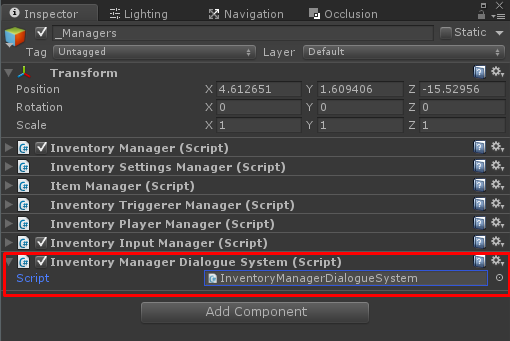 Inspector Lighting Navigation Occlusion
_Managers Static
Tag Untagged Layer Default
Transform
Position X 4.612651 Y 1.609406 Z -15.52956
Rotation X 0 Y 0 Z 0
Scale X 1 Y 1 Z 1
Inventory Manager (Script)
Inventory Settings Manager (Script)
Item Manager (Script)
Inventory Triggerer Manager (Script)
Inventory Player Manager (Script)
Inventory Input Manager (Script)
Inventory Manager Dialogue System (Script)
Script InventoryManagerDialogueSystem
Add Component